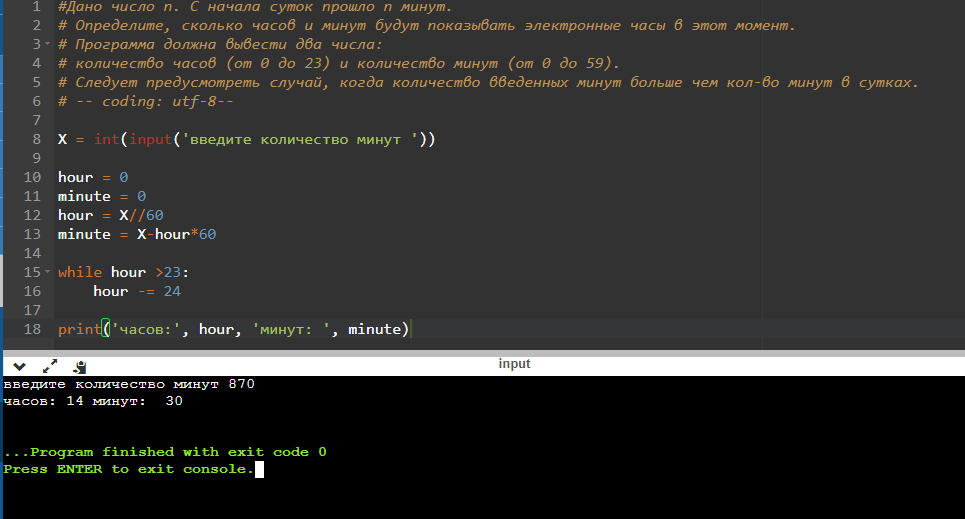 1 #Дано число n. С начала суток прошло n минут.
2 # Определите, сколько часов и минут будут показывать электронные часы в этот момент.
3 # Программа должна вывести два числа:
4 # количество часов (от 0 до 23) и количество минут (от 0 до 59).
5 # Следует предусмотреть случай, когда количество введенных минут больше чем кол-во минут в сутках.
6 # -- coding: utf-8--
7
8 X = int(input('введите количество минут '))
9
10 hour = 0
11 minute = 0
12 hour = X//60
13 minute = X-hour*60
14
15 while hour >23:
16     hour -= 24
17
18 print('часов:', hour, 'минут: ', minute)
input
введите количество минут 870
часов: 14 минут:  30
...Program finished with exit code 0
Press ENTER to exit console.